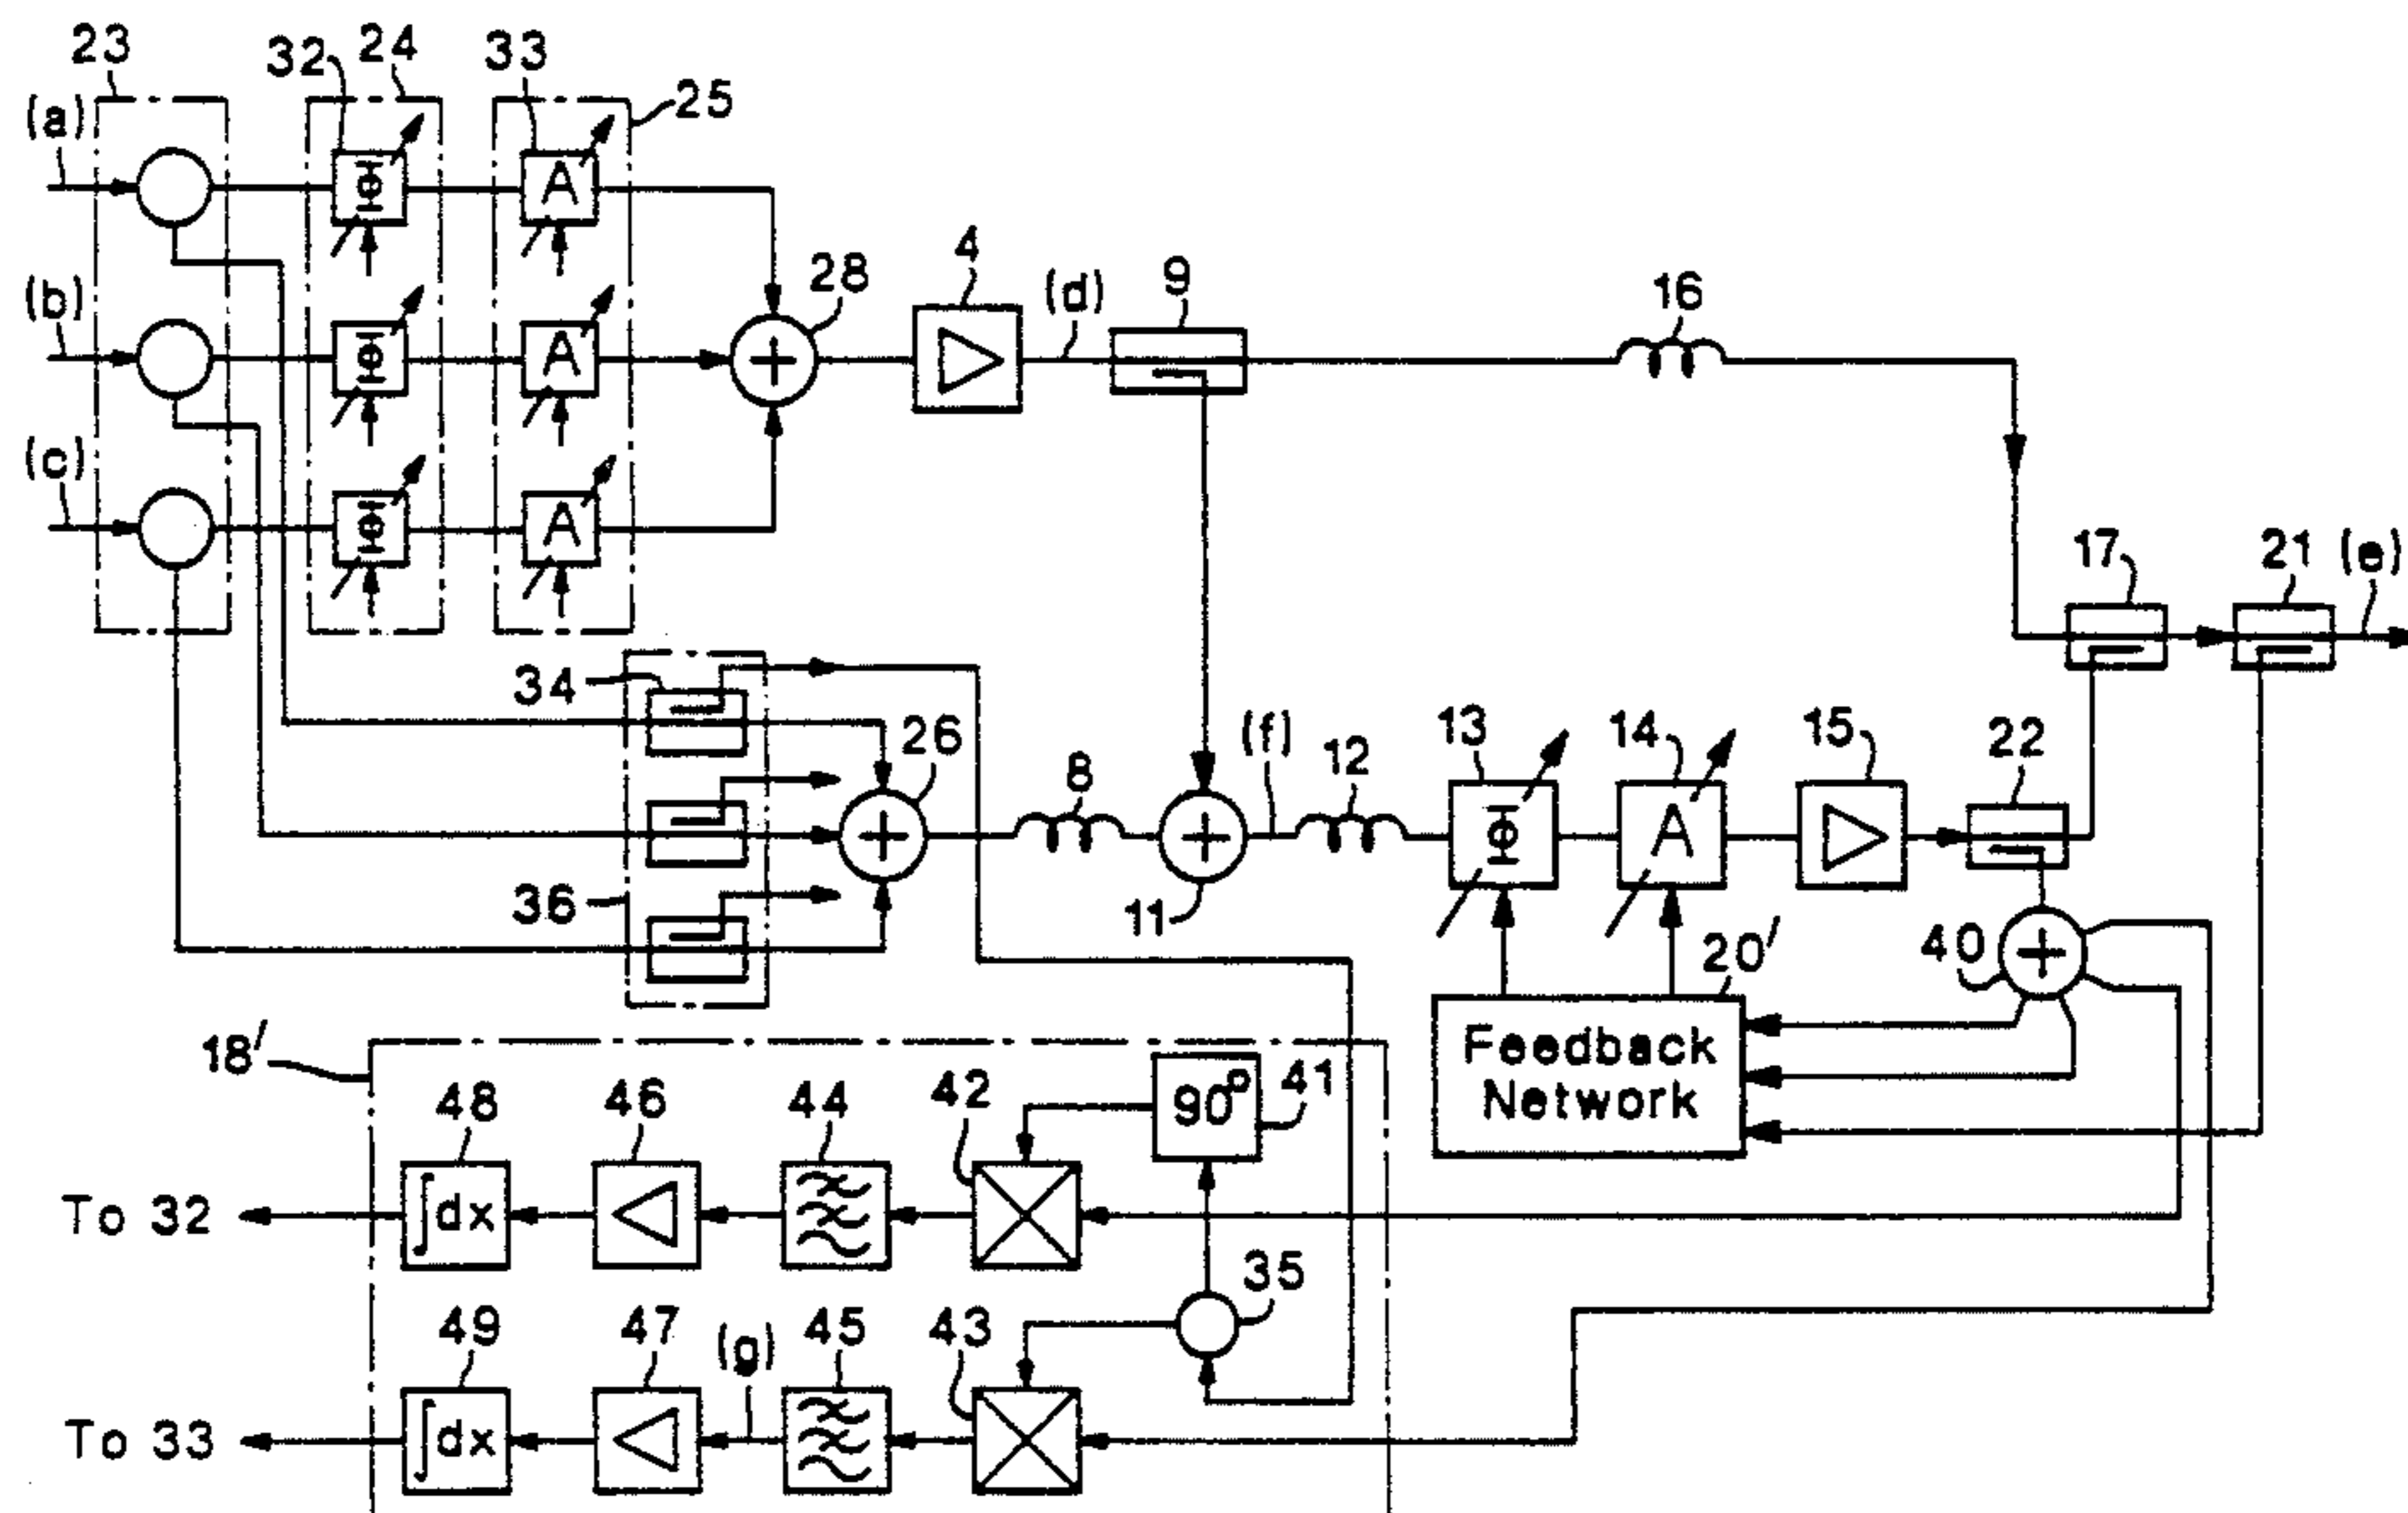 23
32
24
33
25
(a)
Φ
A
(b)
Φ
A
28
4
(d)
9
16
(c)
Φ
A
17
21
(e)
34
26
8
(f)
12
13
Φ
14
A
15
22
36
11
40
20'
Feedback
Network
18'
48
46
44
42
90°
41
To 32
∫dx
35
49
47
(g)
45
43
To 33
∫dx